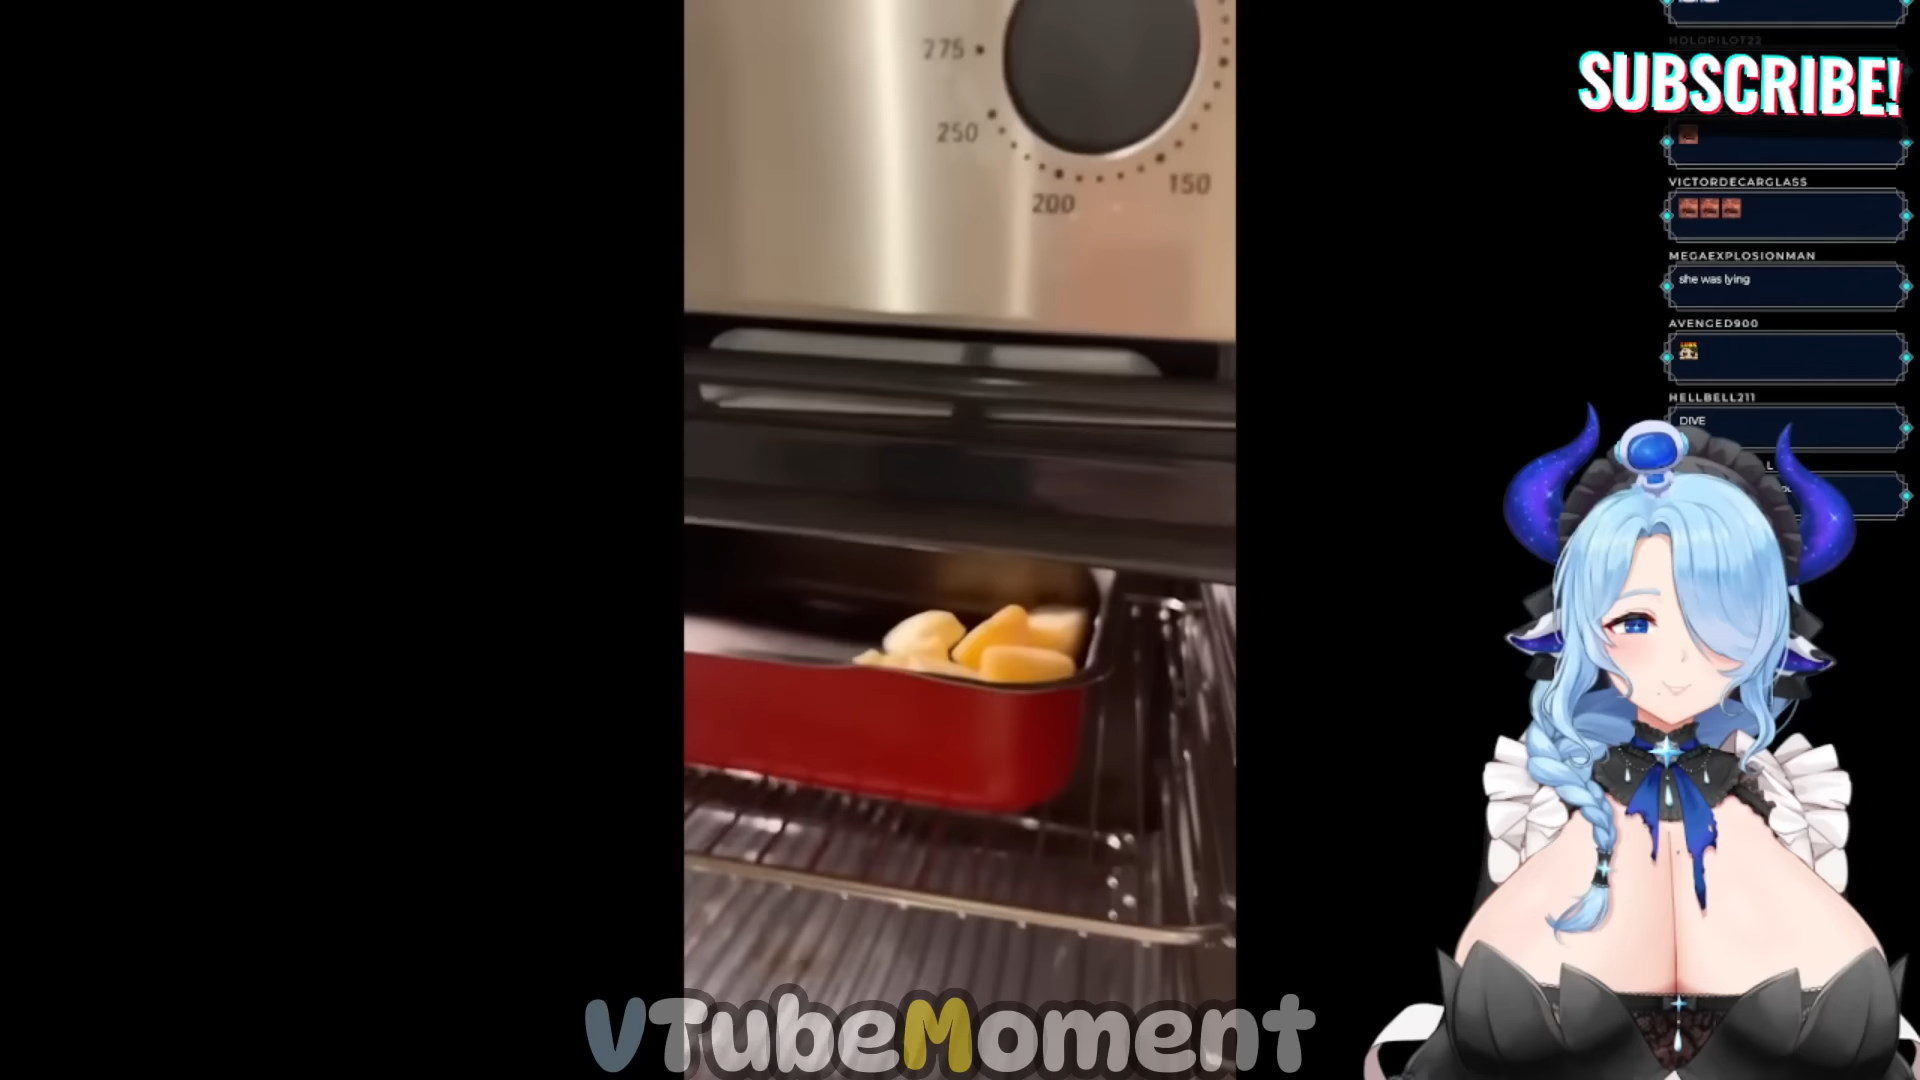 275
250
200
150
HOLOPILOT22
SUBSCRIBE!
VICTORDECARGLASS
MEGAEXPLOSIONMAN
she was lying
AVENGED900
HELLBELL211
DIVE
VTubeMoment